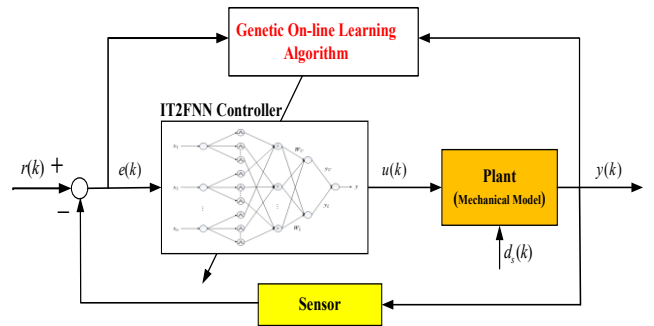 Genetic On-line Learning
Algorithm
IT2FNN Controller
r(k) +
e(k)
−
u(k)
Plant
(Mechanical Model)
y(k)
d_s(k)
Sensor
y